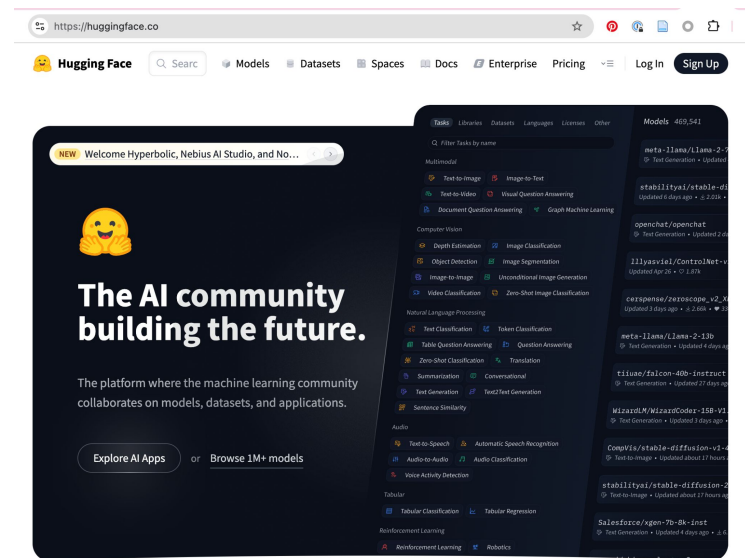 https://huggingface.co
Hugging Face
Searc
Models
Datasets
Spaces
Docs
Enterprise
Pricing
Log In
Sign Up
NEW Welcome Hyperbolic, Nebius AI Studio, and No…
The AI community
building the future.
The platform where the machine learning community
collaborates on models, datasets, and applications.
Explore AI Apps or Browse 1M+ models
Tasks Libraries Datasets Languages Licenses Other
Filter Tasks by name
Multimodal
Text-to-Image Image-to-Text
Text-to-Video Visual Question Answering
Document Question Answering Graph Machine Learning
Computer Vision
Depth Estimation Image Classification
Object Detection Image Segmentation
Image-to-Image Unconditional Image Generation
Video Classification Zero-Shot Image Classification
Natural Language Processing
Text Classification Token Classification
Table Question Answering Question Answering
Zero-Shot Classification Translation
Summarization Conversational
Text Generation Text2Text Generation
Sentence Similarity
Audio
Text-to-Speech Automatic Speech Recognition
Audio-to-Audio Audio Classification
Voice Activity Detection
Tabular
Tabular Classification Tabular Regression
Reinforcement Learning
Reinforcement Learning Robotics
Models 469,541
meta-llama/Llama-2-7
Text Generation • Updated
stabilityai/stable-di
Updated 6 days ago • 2.01k •
openchat/openchat
Text Generation • Updated 2 da
lllyasviel/ControlNet-v
Updated Apr 26 • 1.87k
cerspense/zeroscope_v2_X
Updated 3 days ago • 2.66k • 33
meta-llama/Llama-2-13b
Text Generation • Updated 4 days ag
tiiuae/falcon-40b-instruct
Text Generation • Updated 27 days ago
WizardLM/WizardCoder-15B-V1.
Text Generation • Updated 3 days ago •
CompVis/stable-diffusion-v1-4
Text-to-Image • Updated about 17 hours
stabilityai/stable-diffusion-2
Text-to-Image • Updated about 17 hours ag
Salesforce/xgen-7b-8k-inst
Text Generation • Updated 4 days ago • 6.